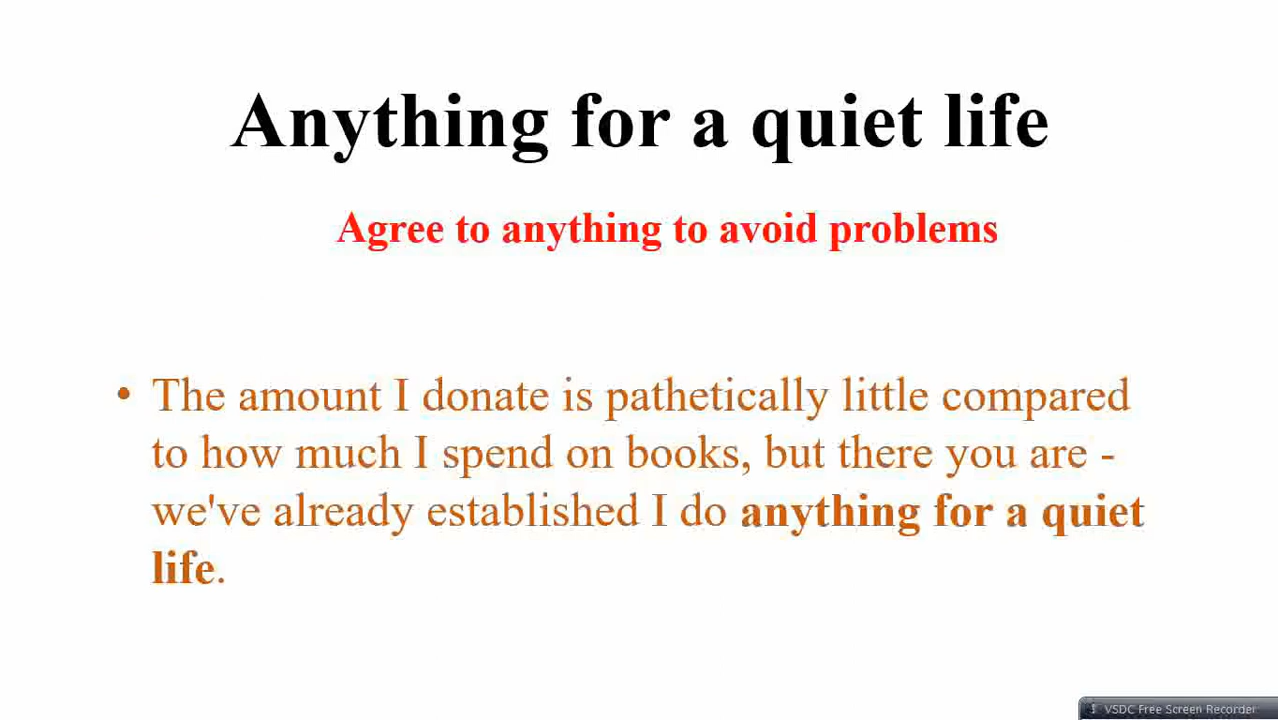 Anything for a quiet life
Agree to anything to avoid problems
• The amount I donate is pathetically little compared
to how much I spend on books, but there you are -
we've already established I do anything for a quiet
life.
VSDC Free Screen Recorder